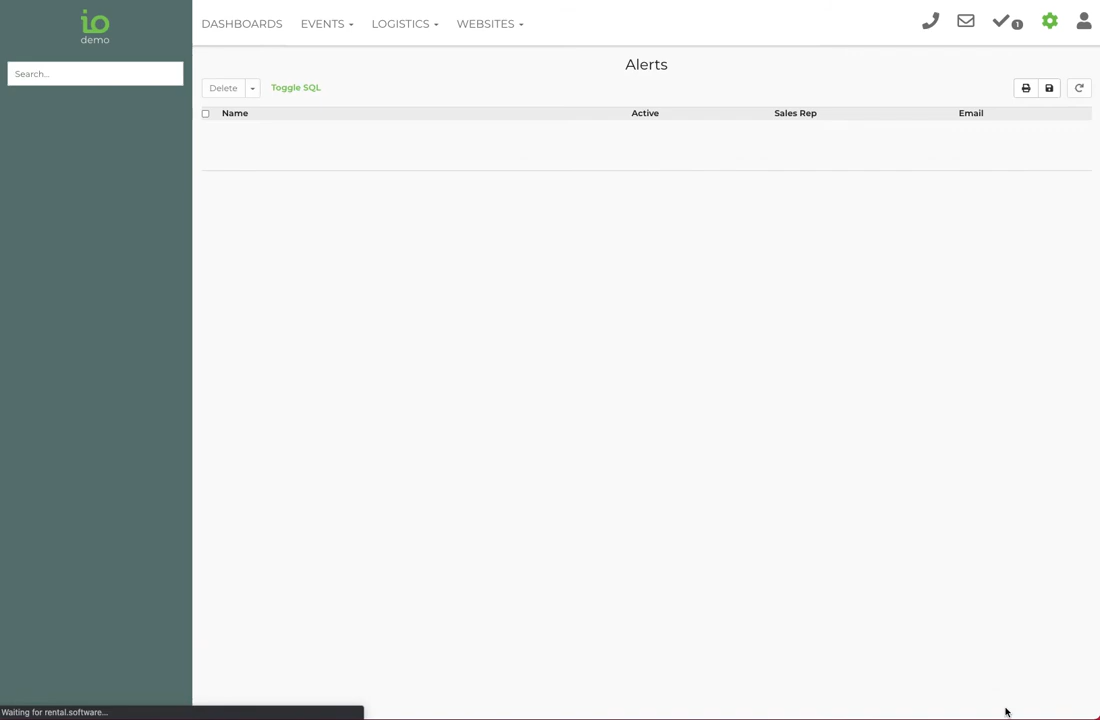 io
demo
Search...
DASHBOARDS EVENTS LOGISTICS WEBSITES 1
Alerts
Delete Toggle SQL
Name Active Sales Rep Email
Waiting for rental.software...